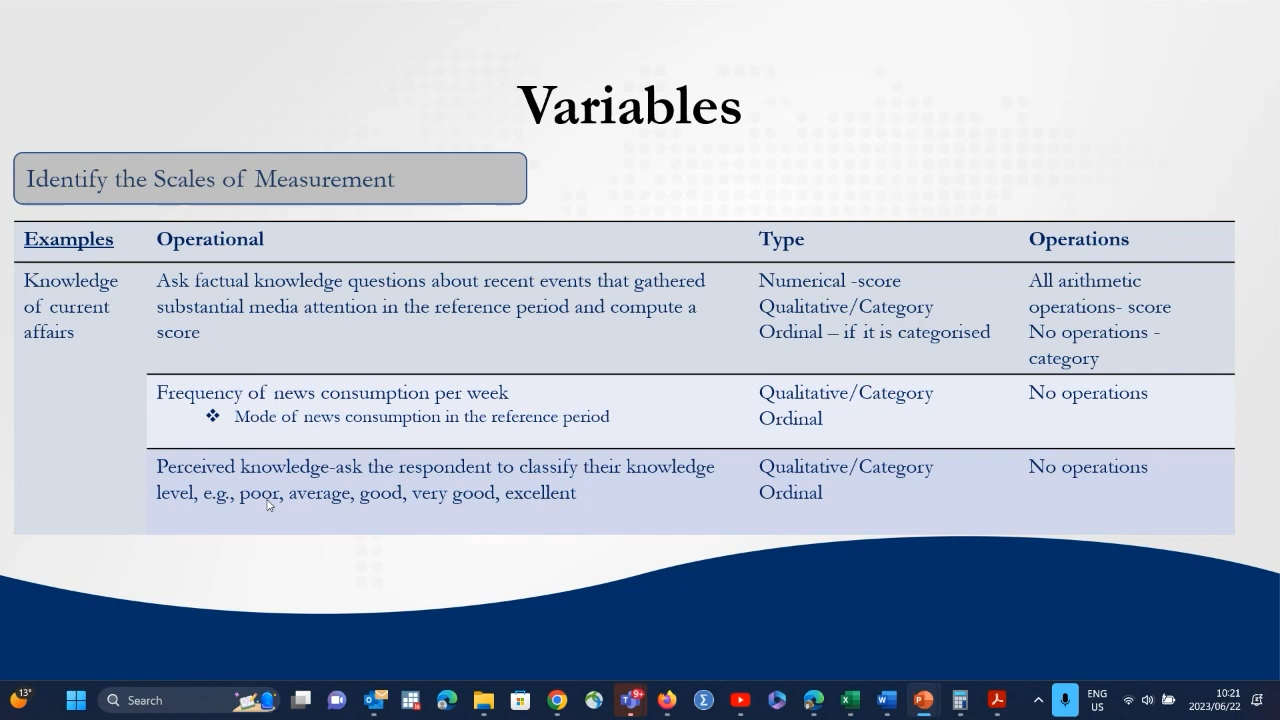 Variables
Identify the Scales of Measurement
Examples
Operational
Type
Operations
Knowledge
of current
affairs
Ask factual knowledge questions about recent events that gathered
substantial media attention in the reference period and compute a
score
Numerical -score
Qualitative/Category
Ordinal – if it is categorised
All arithmetic
operations- score
No operations -
category
Frequency of news consumption per week
❖ Mode of news consumption in the reference period
Qualitative/Category
Ordinal
No operations
Perceived knowledge-ask the respondent to classify their knowledge
level, e.g., poor, average, good, very good, excellent
Qualitative/Category
Ordinal
No operations
13°
Search
9+
ENG
US
10:21
2023/06/22